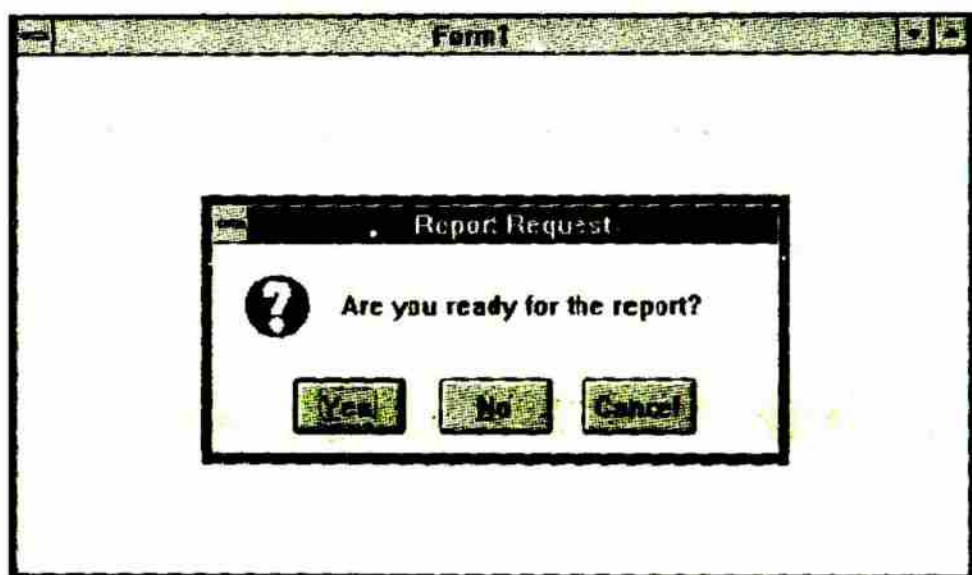 Form1
Report Request
?
Are you ready for the report?
Yes No Cancel